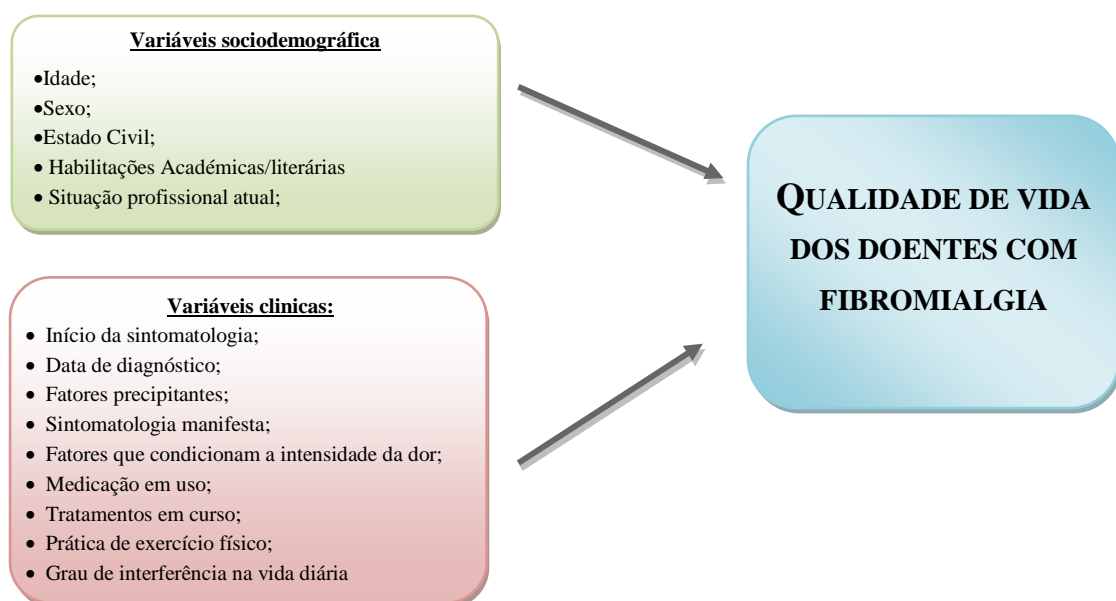 Variáveis sociodemográfica
•Idade;
•Sexo;
•Estado Civil;
• Habilitações Académicas/literárias
• Situação profissional atual;
Variáveis clinicas:
• Início da sintomatologia;
• Data de diagnóstico;
• Fatores precipitantes;
• Sintomatologia manifesta;
• Fatores que condicionam a intensidade da dor;
• Medicação em uso;
• Tratamentos em curso;
• Prática de exercício físico;
• Grau de interferência na vida diária
QUALIDADE DE VIDA
DOS DOENTES COM
FIBROMIALGIA